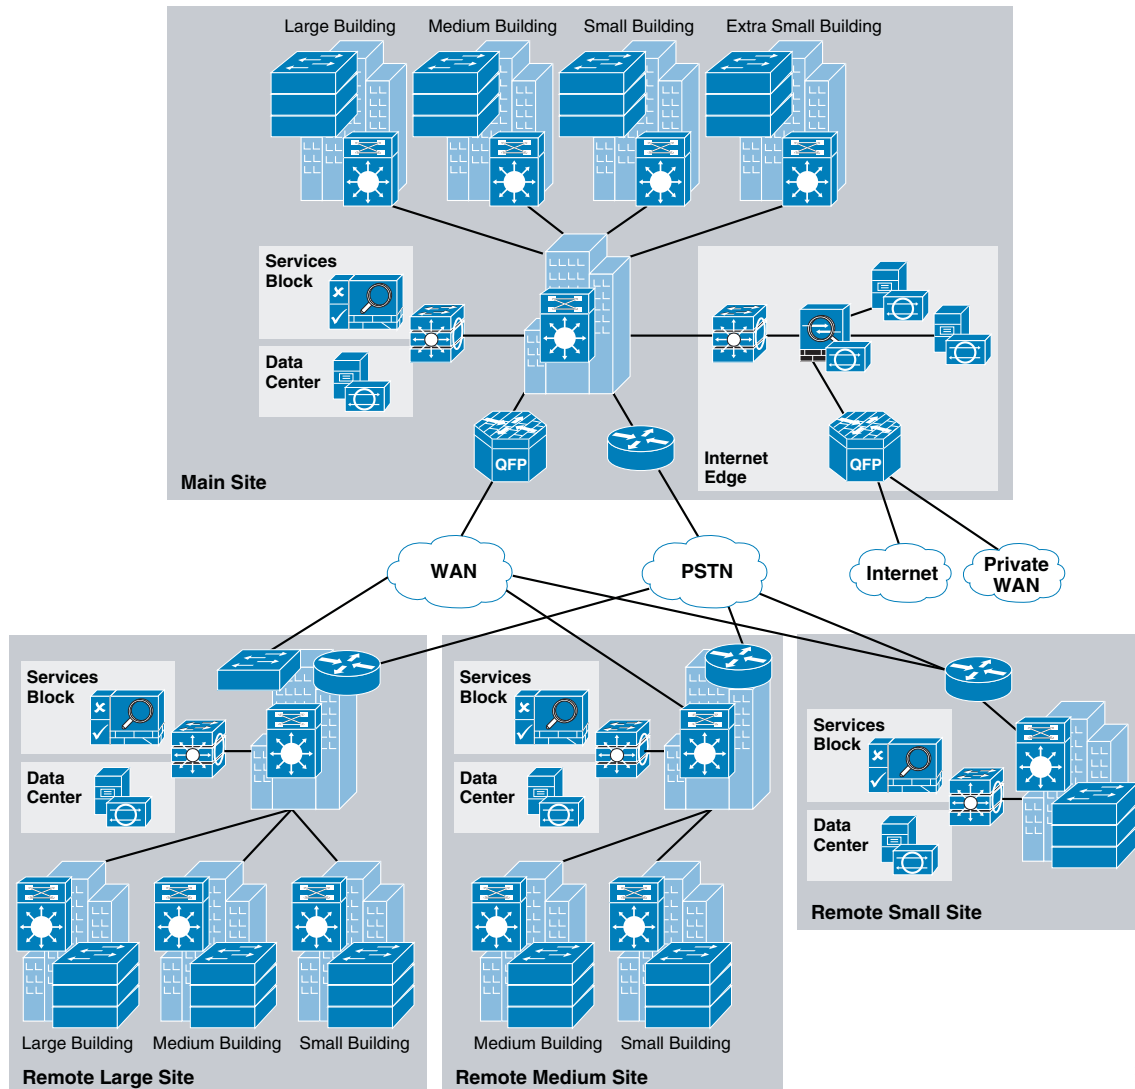 Large Building
Medium Building
Small Building
Extra Small Building
Services
Block
Data
Center
QFP
Internet
Edge
QFP
Main Site
WAN
PSTN
Internet
Private
WAN
Services
Block
Data
Center
Large Building
Medium Building
Small Building
Remote Large Site
Services
Block
Data
Center
Medium Building
Small Building
Remote Medium Site
Services
Block
Data
Center
Remote Small Site